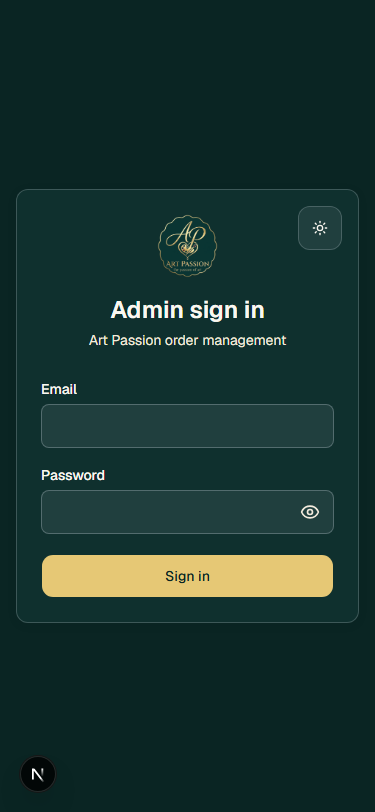 AP
ART PASSION
Admin sign in
Art Passion order management
Email
Password
Sign in
N